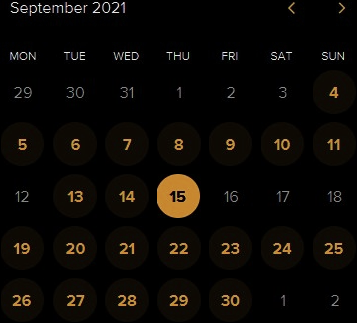 September 2021
MON TUE WED THU FRI SAT SUN
29 30 31 1 2 3 4
5 6 7 8 9 10 11
12 13 14 15 16 17 18
19 20 21 22 23 24 25
26 27 28 29 30 1 2